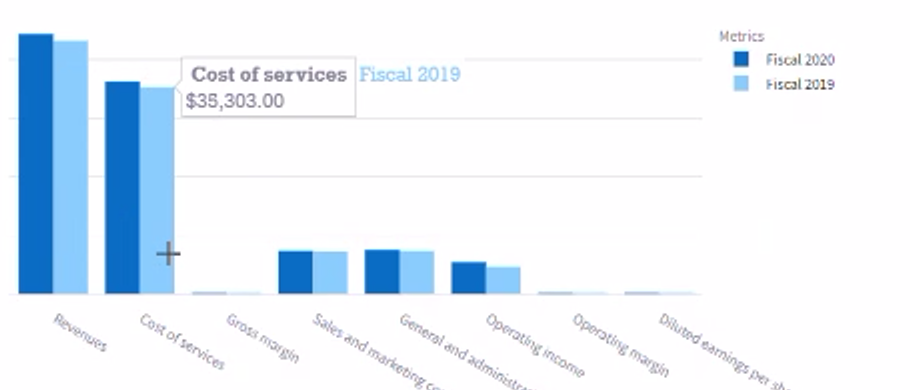 Metrics
Fiscal 2020
Fiscal 2019
Cost of services Fiscal 2019
$35,303.00
Revenues
Cost of services
Gross margin
Sales and marketing
General and
Operating income
Operating margin
Diluted earnings per